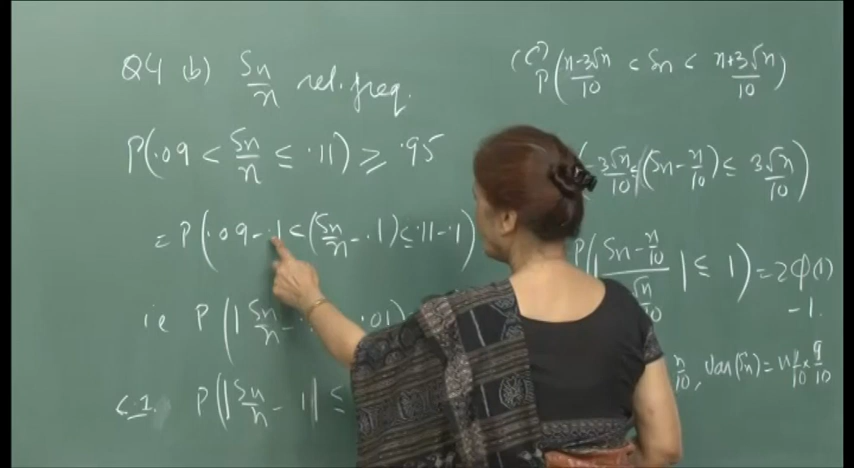 Q4 (b) Sn/n rel. freq.
P(.09 < Sn/n ≤ .11) ≥ .95
= P(.09 - .1 < (Sn/n - .1) ≤ .11 - .1)
ie P(|Sn/n - .01)
P(|Sn/n - 1| ≤
(C) P((n-3√n)/10 < Sn < (n+3√n)/10)
(-3√n/10 ≤ (Sn - n/10) ≤ 3√n/10)
P(|(Sn - n/10)/(√n/10)| ≤ 1) = 2φ(1) - 1.
n/10, Var(Sn) = n 1/10 × 9/10